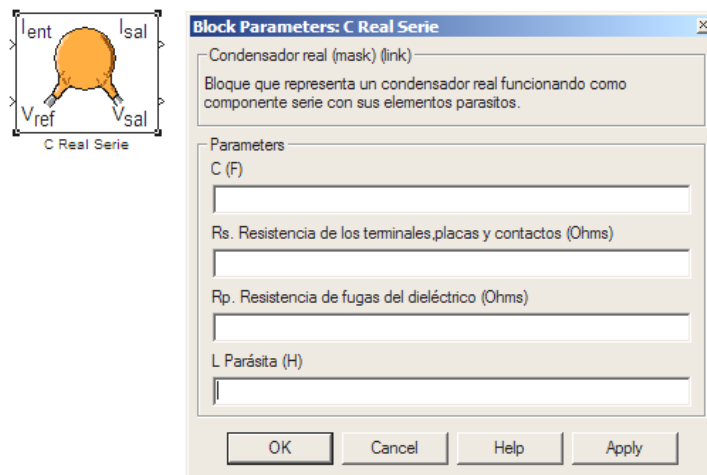 Ient Isal
Vref Vsal
C Real Serie
Block Parameters: C Real Serie
Condensador real (mask) (link)
Bloque que representa un condensador real funcionando como
componente serie con sus elementos parasitos.
Parameters
C (F)
Rs. Resistencia de los terminales,placas y contactos (Ohms)
Rp. Resistencia de fugas del dieléctrico (Ohms)
L Parásita (H)
OK Cancel Help Apply